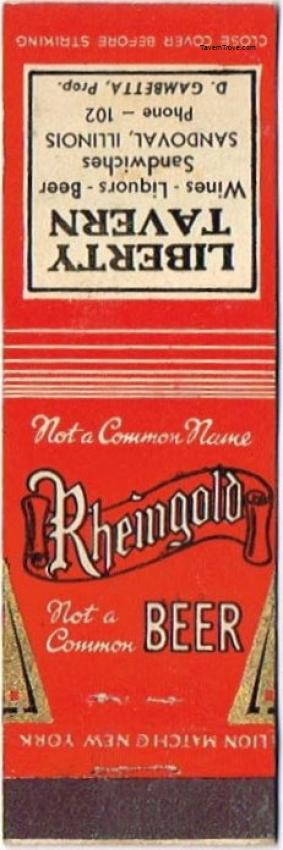 CLOSE COVER BEFORE STRIKING
TavernTrove.com
LIBERTY
TAVERN
Wines - Liquors - Beer
Sandwiches
SANDOVAL, ILLINOIS
Phone — 102
D. GAMBETTA, Prop.
Not a Common Name
Rheingold
Not a
Common
BEER
LION MATCH NEW YORK